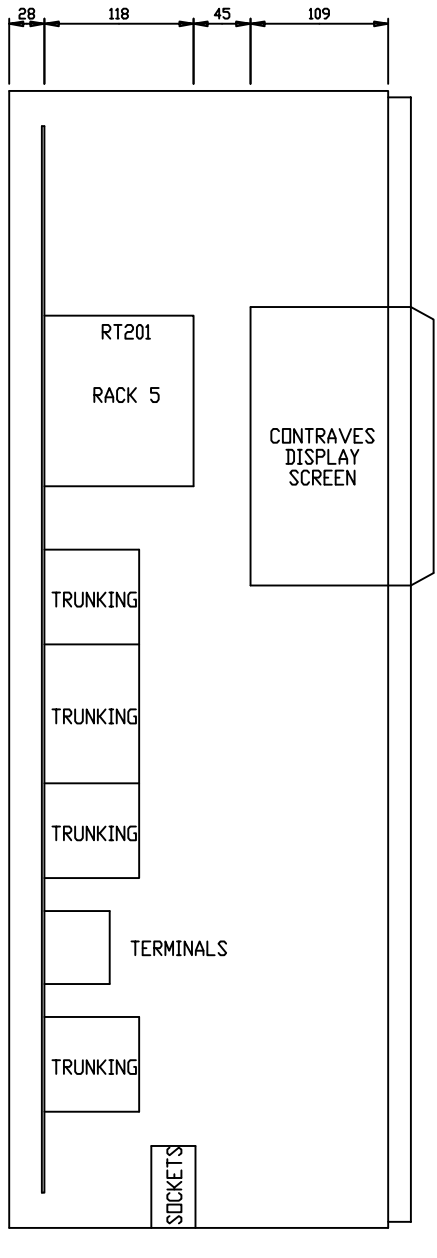 28 118 45 109
RT201
RACK 5
CONTRAVES
DISPLAY
SCREEN
TRUNKING
TRUNKING
TRUNKING
TERMINALS
TRUNKING
SOCKETS